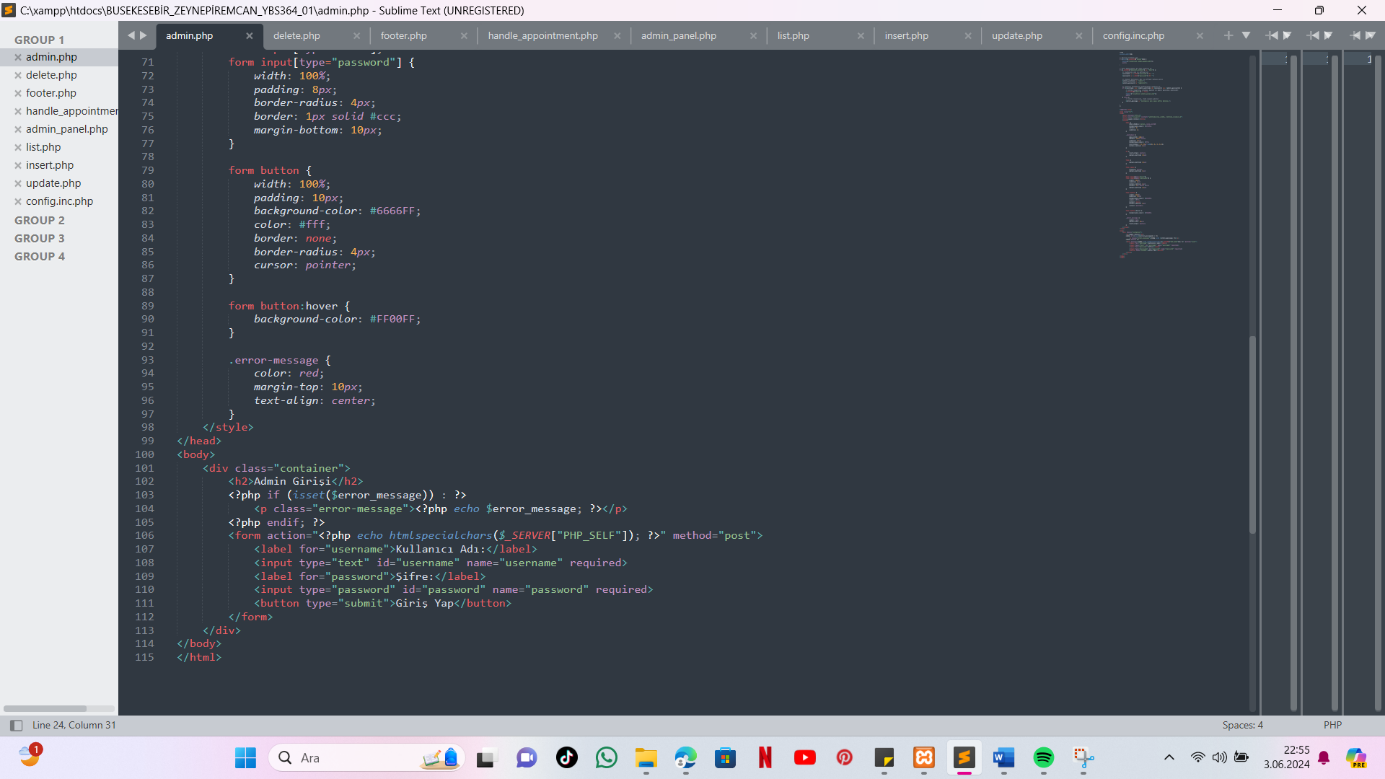 C:\xampp\htdocs\BUSEKESEBİR_ZEYNEPİREMCAN_YBS364_01\admin.php - Sublime Text (UNREGISTERED)
GROUP 1
admin.php
delete.php
footer.php
handle_appointmen
admin_panel.php
list.php
insert.php
update.php
config.inc.php
GROUP 2
GROUP 3
GROUP 4
admin.php delete.php footer.php handle_appointment.php admin_panel.php list.php insert.php update.php config.inc.php
71 form input[type="password"] {
72 width: 100%;
73 padding: 8px;
74 border-radius: 4px;
75 border: 1px solid #ccc;
76 margin-bottom: 10px;
77 }
78
79 form button {
80 width: 100%;
81 padding: 10px;
82 background-color: #6666FF;
83 color: #fff;
84 border: none;
85 border-radius: 4px;
86 cursor: pointer;
87 }
88
89 form button:hover {
90 background-color: #FF00FF;
91 }
92
93 .error-message {
94 color: red;
95 margin-top: 10px;
96 text-align: center;
97 }
98 </style>
99 </head>
100 <body>
101 <div class="container">
102 <h2>Admin Girişi</h2>
103 <?php if (isset($error_message)) : ?>
104 <p class="error-message"><?php echo $error_message; ?></p>
105 <?php endif; ?>
106 <form action="<?php echo htmlspecialchars($_SERVER["PHP_SELF"]); ?>" method="post">
107 <label for="username">Kullanıcı Adı:</label>
108 <input type="text" id="username" name="username" required>
109 <label for="password">Şifre:</label>
110 <input type="password" id="password" name="password" required>
111 <button type="submit">Giriş Yap</button>
112 </form>
113 </div>
114 </body>
115 </html>
Line 24, Column 31
Spaces: 4
PHP
1
Ara
22:55
3.06.2024
PRE